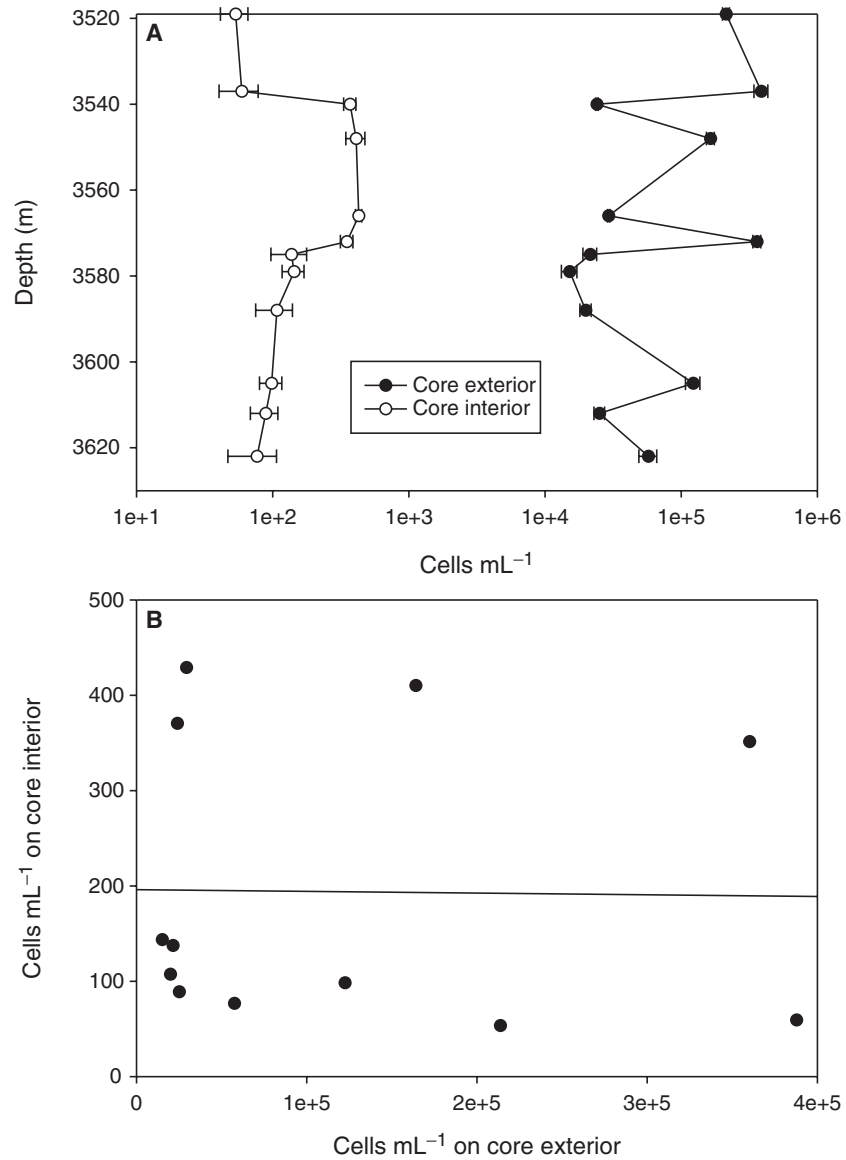 A
3520
3540
3560
3580
3600
3620
Depth (m)
Core exterior
Core interior
1e+1 1e+2 1e+3 1e+4 1e+5 1e+6
Cells mL⁻¹
B
500
400
300
200
100
0
Cells mL⁻¹ on core interior
0 1e+5 2e+5 3e+5 4e+5
Cells mL⁻¹ on core exterior